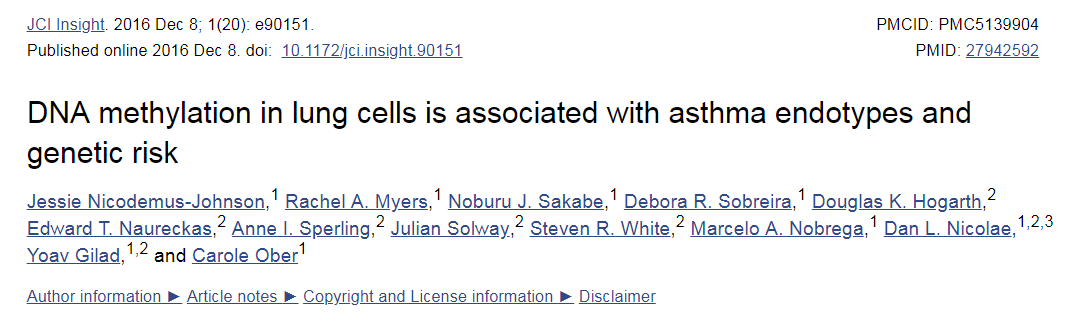 JCI Insight. 2016 Dec 8; 1(20): e90151. PMCID: PMC5139904
Published online 2016 Dec 8. doi: 10.1172/jci.insight.90151 PMID: 27942592
DNA methylation in lung cells is associated with asthma endotypes and
genetic risk
Jessie Nicodemus-Johnson,1 Rachel A. Myers,1 Noburu J. Sakabe,1 Debora R. Sobreira,1 Douglas K. Hogarth,2
Edward T. Naureckas,2 Anne I. Sperling,2 Julian Solway,2 Steven R. White,2 Marcelo A. Nobrega,1 Dan L. Nicolae,1,2,3
Yoav Gilad,1,2 and Carole Ober1
Author information ► Article notes ► Copyright and License information ► Disclaimer